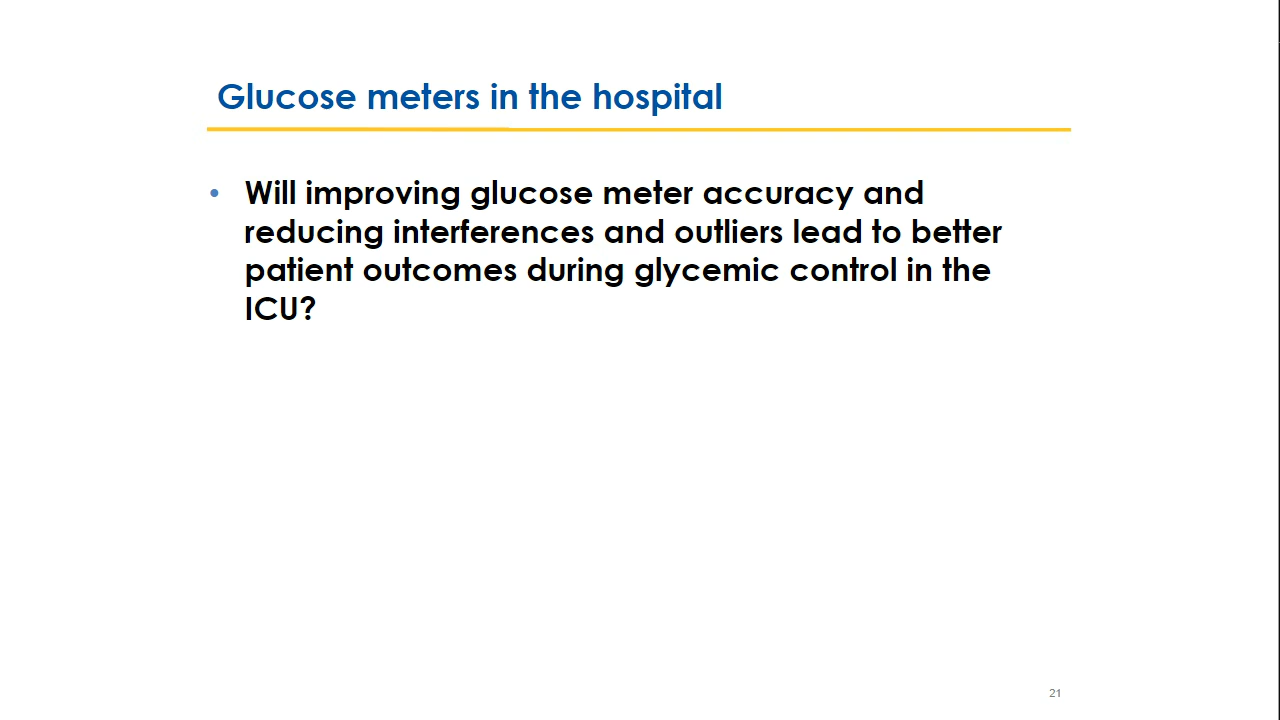 Glucose meters in the hospital
• Will improving glucose meter accuracy and
reducing interferences and outliers lead to better
patient outcomes during glycemic control in the
ICU?
21